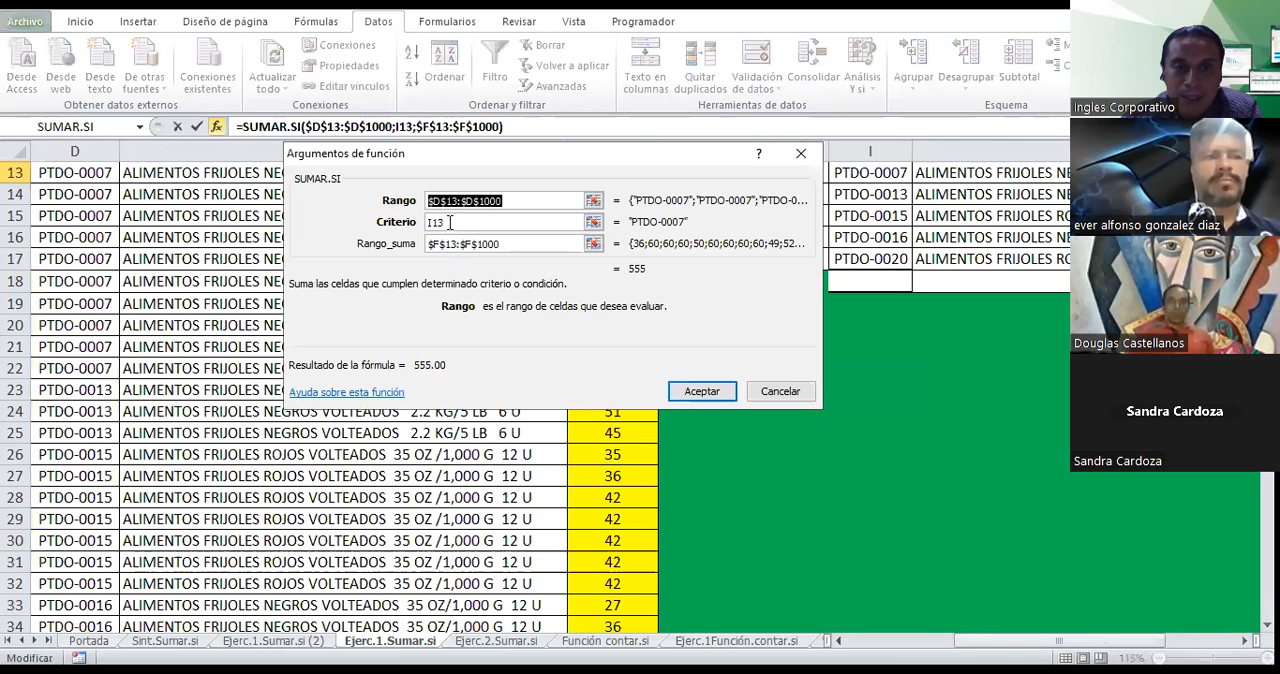 Archivo Inicio Insertar Diseño de página Fórmulas Datos Formularios Revisar Vista Programador
Desde Access
Desde web
Desde texto
De otras fuentes
Conexiones existentes
Obtener datos externos
Actualizar todo
Conexiones
Propiedades
Editar vínculos
Conexiones
Ordenar
Filtro
Borrar
Volver a aplicar
Avanzadas
Ordenar y filtrar
Texto en columnas
Quitar duplicados
Validación de datos
Consolidar
Análisis Y si
Herramientas de datos
Agrupar
Desagrupar
Subtotal
Esquema
SUMAR.SI =SUMAR.SI($D$13:$D$1000;I13;$F$13:$F$1000)
D I
13 PTDO-0007 ALIMENTOS FRIJOLES NE PTDO-0007 ALIMENTOS FRIJOLES NE
14 PTDO-0007 ALIMENTOS FRIJOLES NE PTDO-0013 ALIMENTOS FRIJOLES NE
15 PTDO-0007 ALIMENTOS FRIJOLES NE PTDO-0015 ALIMENTOS FRIJOLES R
16 PTDO-0007 ALIMENTOS FRIJOLES NE PTDO-0016 ALIMENTOS FRIJOLES NE
17 PTDO-0007 ALIMENTOS FRIJOLES NE PTDO-0020 ALIMENTOS FRIJOLES RO
18 PTDO-0007 ALIMENTOS FRIJOLES NE
19 PTDO-0007 ALIMENTOS FRIJOLES NE
20 PTDO-0007 ALIMENTOS FRIJOLES NE
21 PTDO-0007 ALIMENTOS FRIJOLES NE
22 PTDO-0007 ALIMENTOS FRIJOLES NE
23 PTDO-0013 ALIMENTOS FRIJOLES NE
24 PTDO-0013 ALIMENTOS FRIJOLES NEGROS VOLTEADOS 2.2 KG/5 LB 6 U 51
25 PTDO-0013 ALIMENTOS FRIJOLES NEGROS VOLTEADOS 2.2 KG/5 LB 6 U 45
26 PTDO-0015 ALIMENTOS FRIJOLES ROJOS VOLTEADOS 35 OZ /1,000 G 12 U 35
27 PTDO-0015 ALIMENTOS FRIJOLES ROJOS VOLTEADOS 35 OZ /1,000 G 12 U 36
28 PTDO-0015 ALIMENTOS FRIJOLES ROJOS VOLTEADOS 35 OZ /1,000 G 12 U 42
29 PTDO-0015 ALIMENTOS FRIJOLES ROJOS VOLTEADOS 35 OZ /1,000 G 12 U 42
30 PTDO-0015 ALIMENTOS FRIJOLES ROJOS VOLTEADOS 35 OZ /1,000 G 12 U 42
31 PTDO-0015 ALIMENTOS FRIJOLES ROJOS VOLTEADOS 35 OZ /1,000 G 12 U 42
32 PTDO-0015 ALIMENTOS FRIJOLES ROJOS VOLTEADOS 35 OZ /1,000 G 12 U 42
33 PTDO-0016 ALIMENTOS FRIJOLES NEGROS VOLTEADOS 35 OZ/1,000 G 12 U 27
34 PTDO-0016 ALIMENTOS FRIJOLES NEGROS VOLTEADOS 35 OZ/1,000 G 12 U 36
Argumentos de función ?
SUMAR.SI
Rango $D$13:$D$1000 = {"PTDO-0007";"PTDO-0007";"PTDO-0...
Criterio I13 = "PTDO-0007"
Rango_suma $F$13:$F$1000 = {36;60;60;60;50;60;60;60;60;49;52...
= 555
Suma las celdas que cumplen determinado criterio o condición.
Rango es el rango de celdas que desea evaluar.
Resultado de la fórmula = 555.00
Ayuda sobre esta función Aceptar Cancelar
Portada Sint.Sumar.si Ejerc.1.Sumar.si (2) Ejerc.1.Sumar.si Ejerc.2.Sumar.si Función contar.si Ejerc.1Función.contar.si
Modificar 115%
Ingles Corporativo
ever alfonso gonzalez diaz
Douglas Castellanos
Sandra Cardoza
Sandra Cardoza